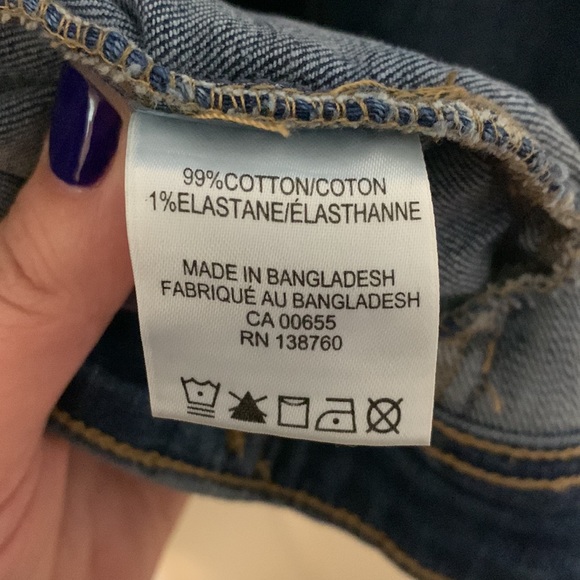 99%COTTON/COTON
1%ELASTANE/ÉLASTHANNE
MADE IN BANGLADESH
FABRIQUÉ AU BANGLADESH
CA 00655
RN 138760